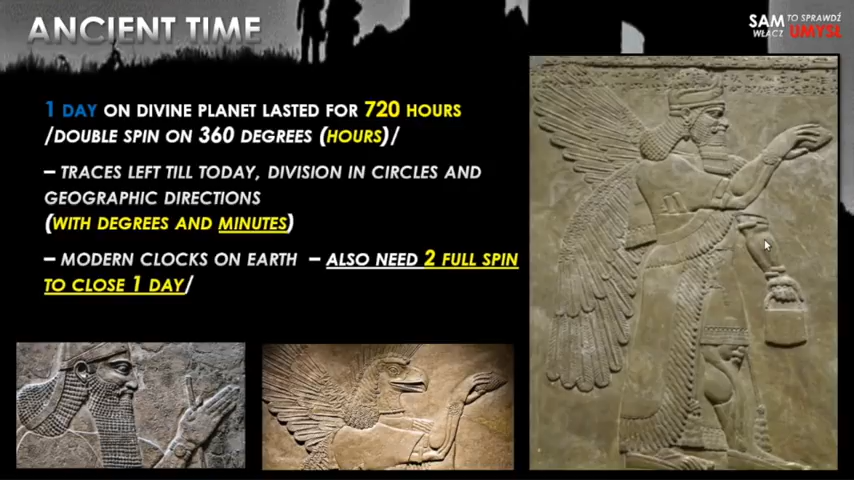 ANCIENT TIME
SAM TO SPRAWDŹ
WŁĄCZ UMYSŁ
1 DAY ON DIVINE PLANET LASTED FOR 720 HOURS
/DOUBLE SPIN ON 360 DEGREES (HOURS)/
– TRACES LEFT TILL TODAY, DIVISION IN CIRCLES AND
GEOGRAPHIC DIRECTIONS
(WITH DEGREES AND MINUTES)
– MODERN CLOCKS ON EARTH – ALSO NEED 2 FULL SPIN
TO CLOSE 1 DAY/